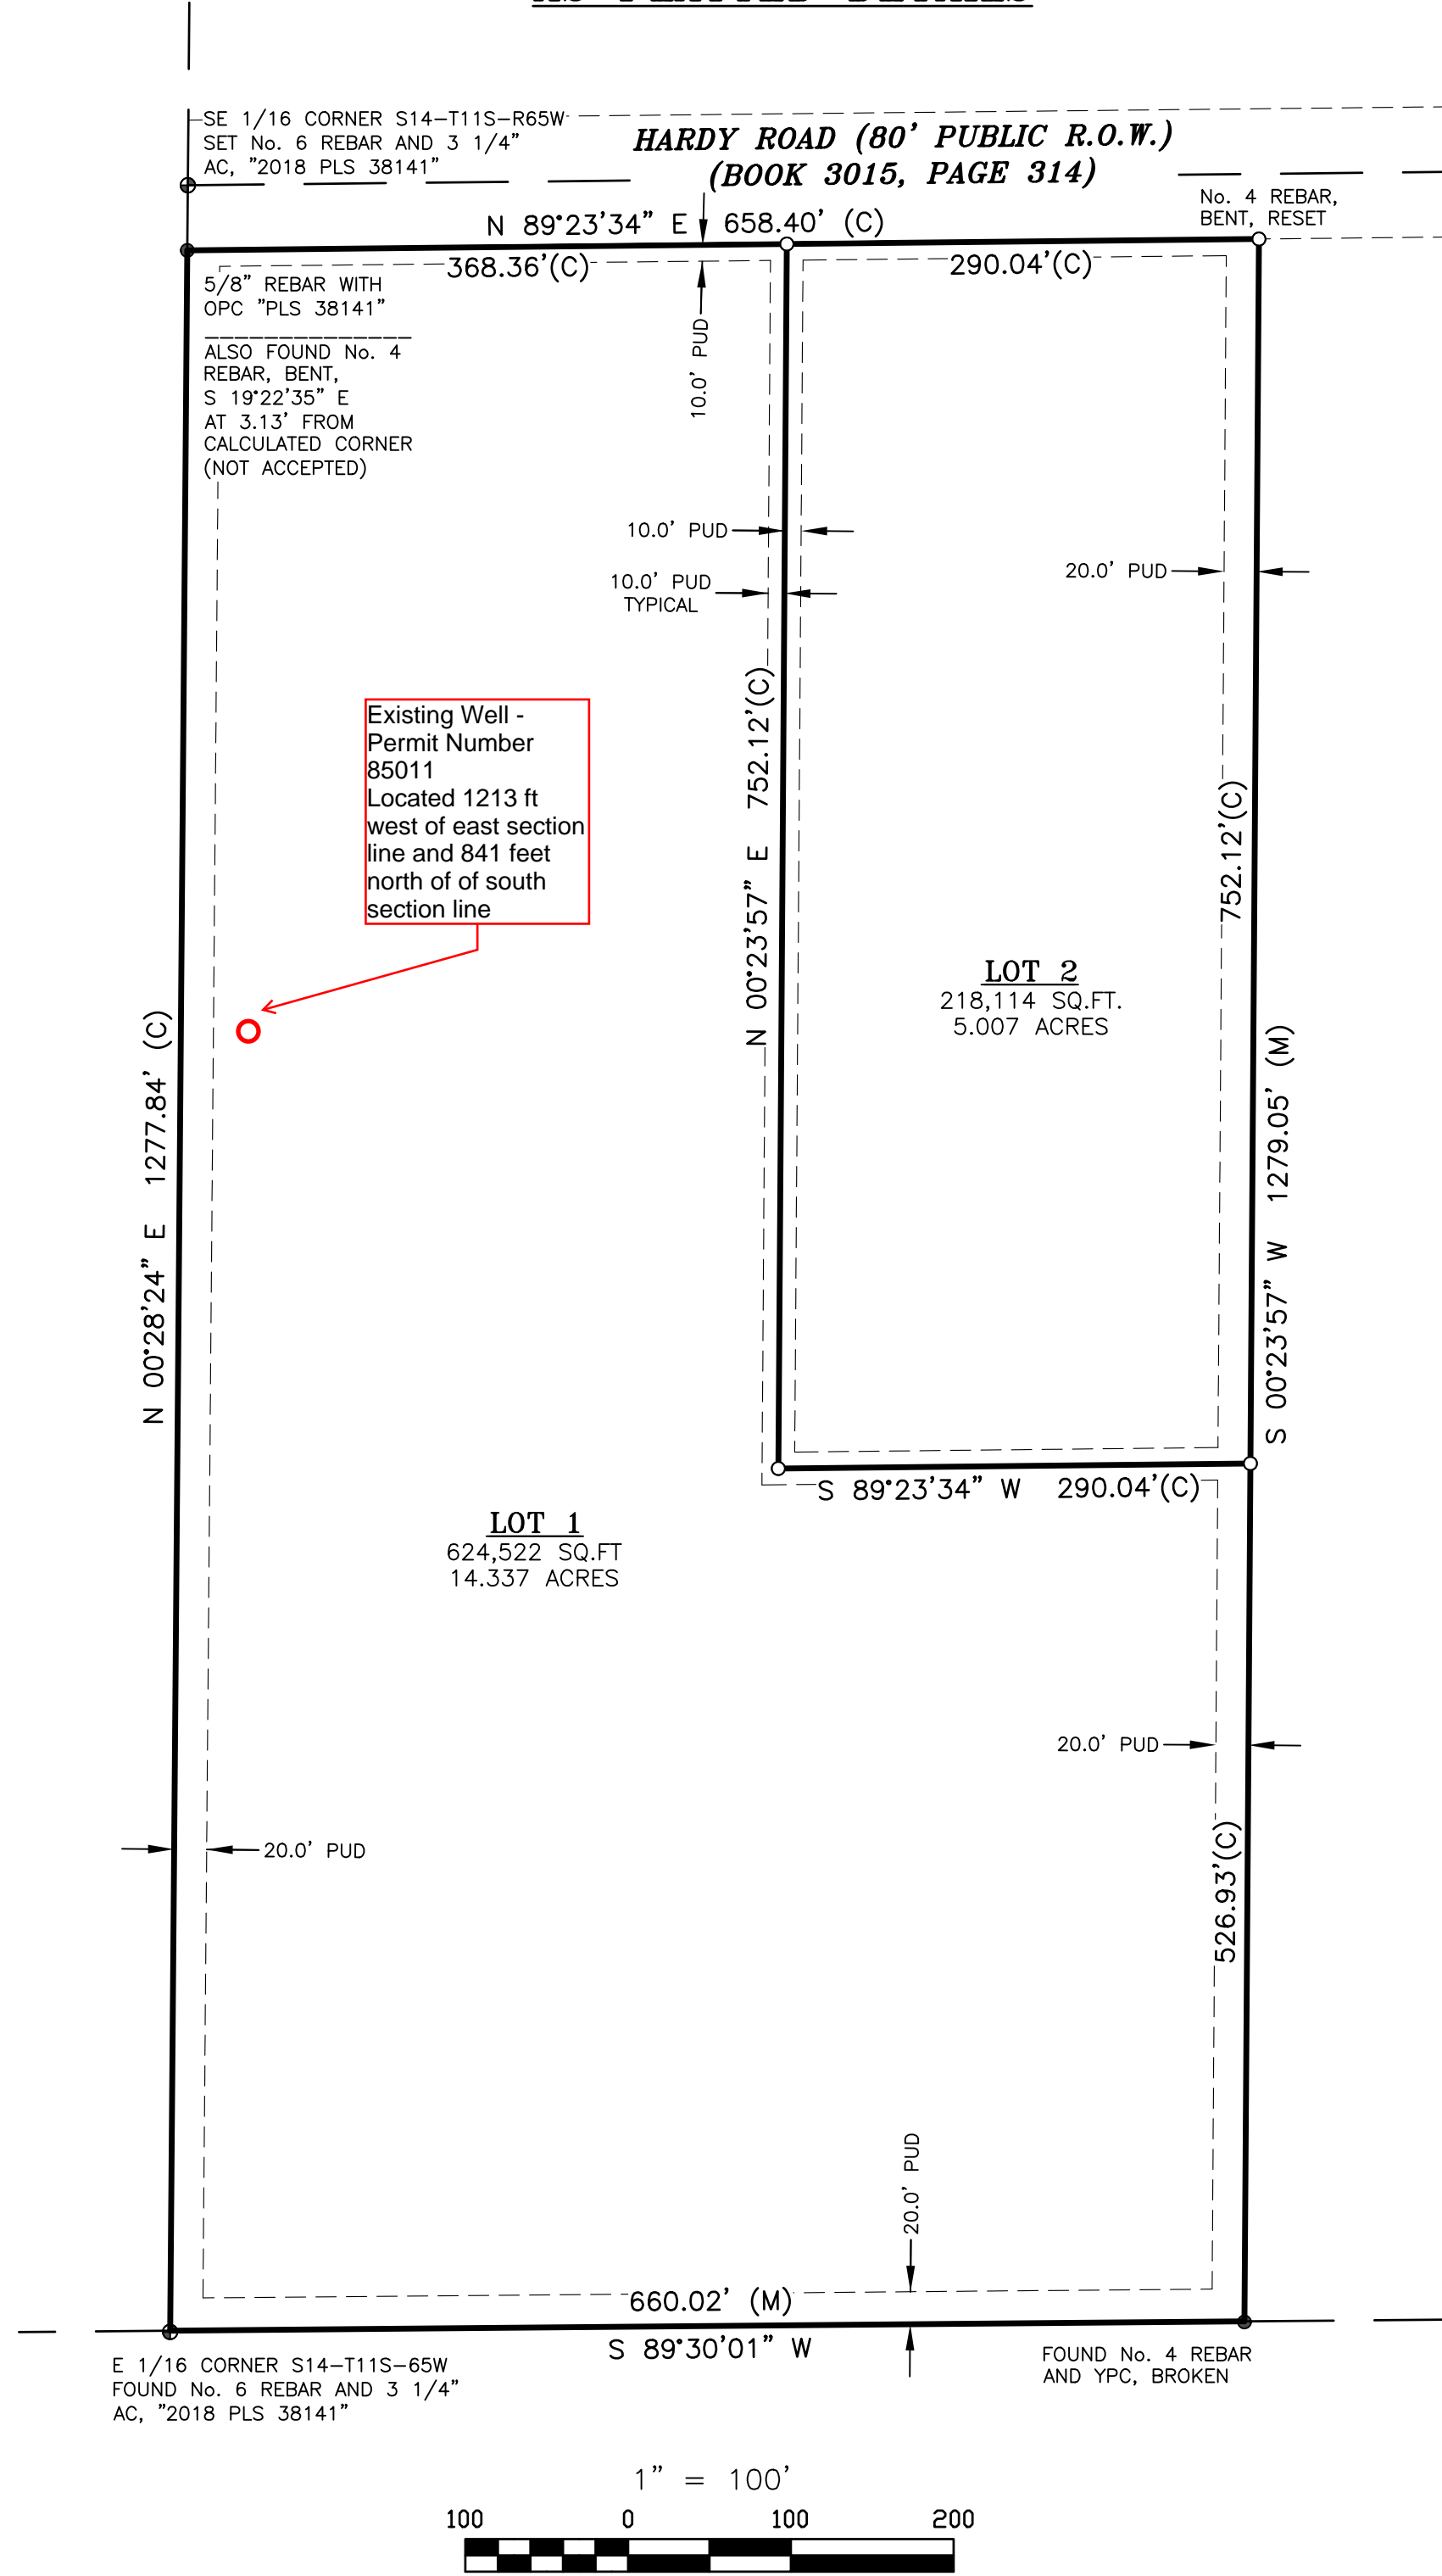 SE 1/16 CORNER S14-T11S-R65W
SET No. 6 REBAR AND 3 1/4"
AC, "2018 PLS 38141"
HARDY ROAD (80' PUBLIC R.O.W.)
(BOOK 3015, PAGE 314)
No. 4 REBAR,
BENT, RESET
N 89°23'34" E 658.40' (C)
368.36'(C)
290.04'(C)
5/8" REBAR WITH
OPC "PLS 38141"
ALSO FOUND No. 4
REBAR, BENT,
S 19°22'35" E
AT 3.13' FROM
CALCULATED CORNER
(NOT ACCEPTED)
10.0' PUD
10.0' PUD
10.0' PUD
TYPICAL
20.0' PUD
Existing Well -
Permit Number
85011
Located 1213 ft
west of east section
line and 841 feet
north of of south
section line
N 00°23'57" E 752.12'(C)
752.12'(C)
LOT 2
218,114 SQ.FT.
5.007 ACRES
N 00°28'24" E 1277.84' (C)
S 00°23'57" W 1279.05' (M)
S 89°23'34" W 290.04'(C)
LOT 1
624,522 SQ.FT
14.337 ACRES
20.0' PUD
20.0' PUD
526.93'(C)
20.0' PUD
660.02' (M)
S 89°30'01" W
E 1/16 CORNER S14-T11S-65W
FOUND No. 6 REBAR AND 3 1/4"
AC, "2018 PLS 38141"
FOUND No. 4 REBAR
AND YPC, BROKEN
1" = 100'
100 0 100 200